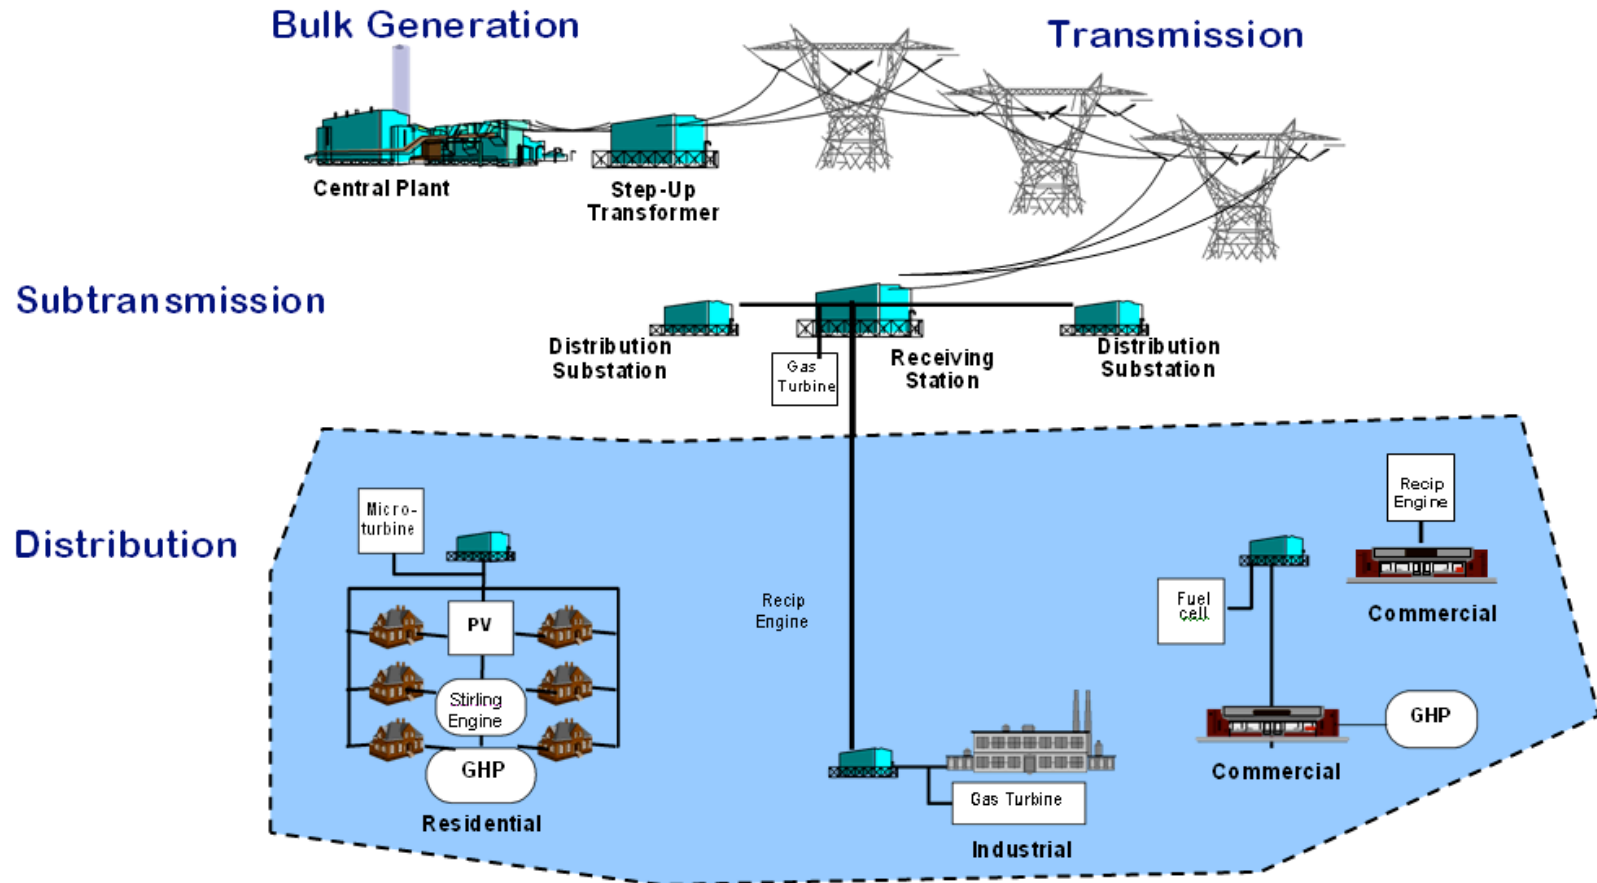 Bulk Generation
Transmission
Central Plant
Step-Up
Transformer
Subtransmission
Distribution
Substation
Gas
Turbine
Receiving
Station
Distribution
Substation
Distribution
Micro-
turbine
PV
Stirling
Engine
GHP
Residential
Recip
Engine
Gas Turbine
Industrial
Fuel
cell
Recip
Engine
Commercial
GHP
Commercial